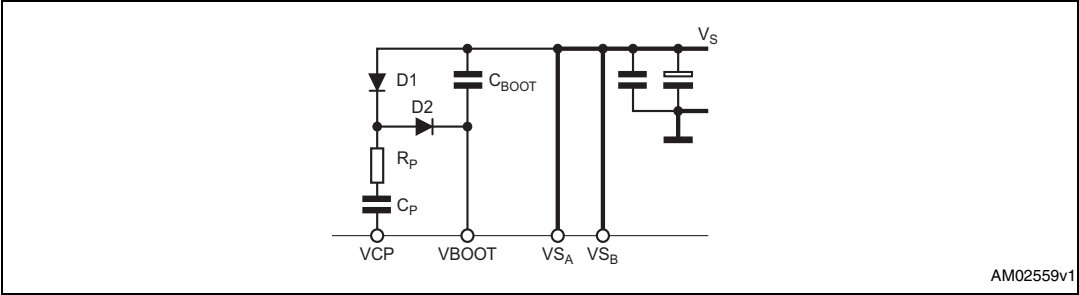 V_S
D1
C_BOOT
D2
R_P
C_P
VCP
VBOOT
VS_A
VS_B
AM02559v1